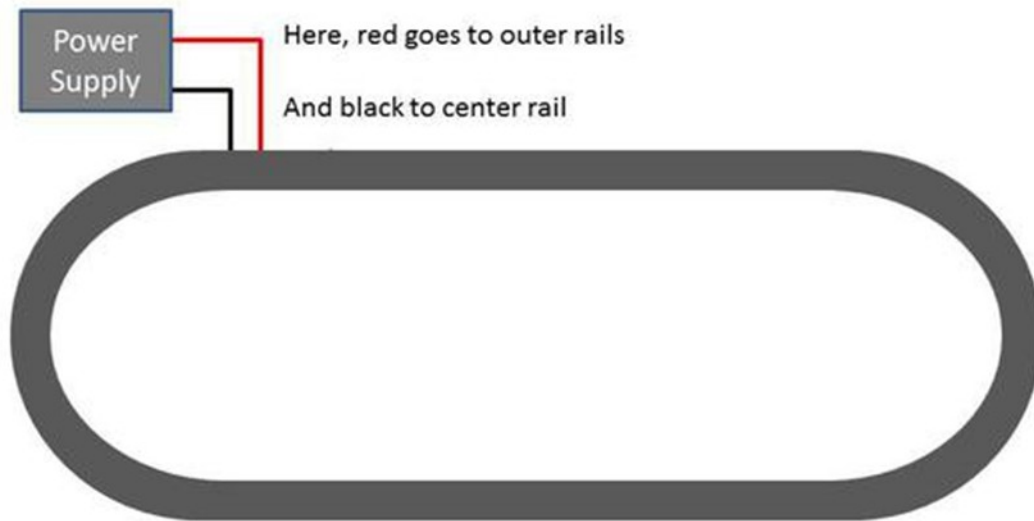 Power
Supply
Here, red goes to outer rails
And black to center rail